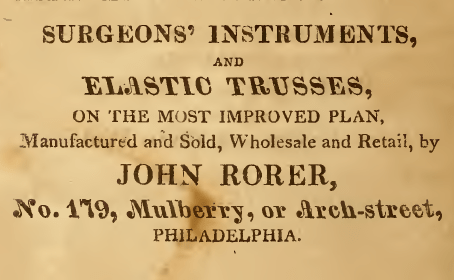 SURGEONS' INSTRUMENTS,
AND
ELASTIC TRUSSES,
ON THE MOST IMPROVED PLAN,
Manufactured and Sold, Wholesale and Retail, by
JOHN RORER,
No. 179, Mulberry, or Arch-street,
PHILADELPHIA.